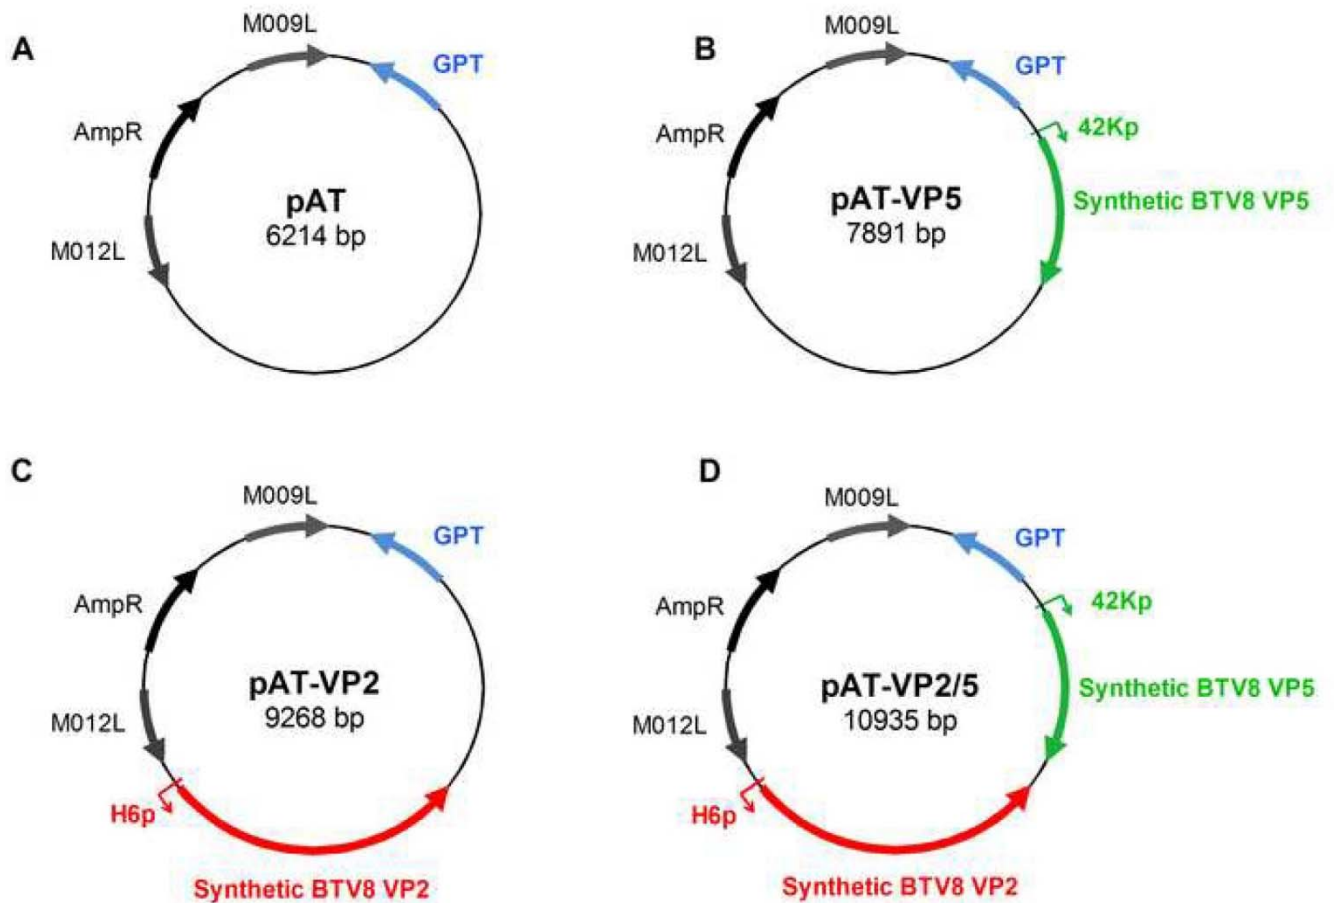 A
M009L
GPT
AmpR
pAT
6214 bp
M012L
B
M009L
GPT
42Kp
AmpR
Synthetic BTV8 VP5
pAT-VP5
7891 bp
M012L
C
M009L
GPT
AmpR
pAT-VP2
9268 bp
M012L
H6p
Synthetic BTV8 VP2
D
M009L
GPT
42Kp
AmpR
Synthetic BTV8 VP5
pAT-VP2/5
10935 bp
M012L
H6p
Synthetic BTV8 VP2